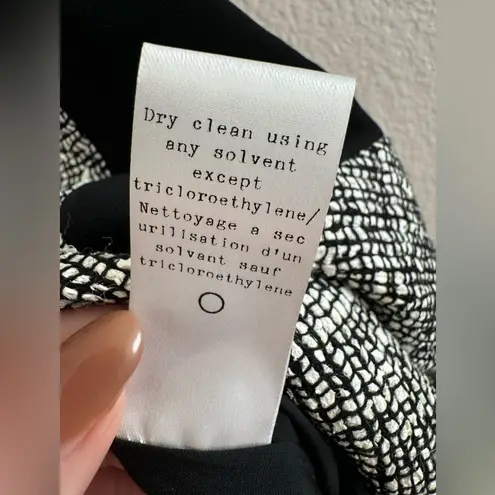 Dry clean using
any solvent
except
tricloroethylene/
Nettoyage a sec
urilisation d'un
solvant sauf
tricloroethylene